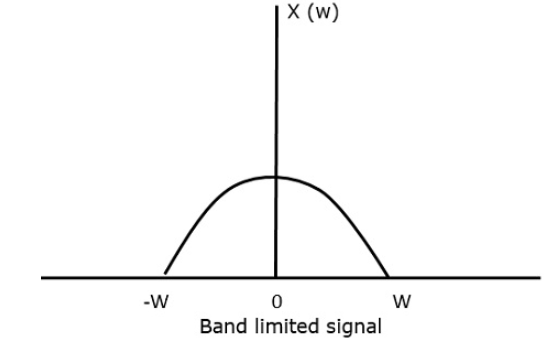 X (w)
-W 0 W
Band limited signal